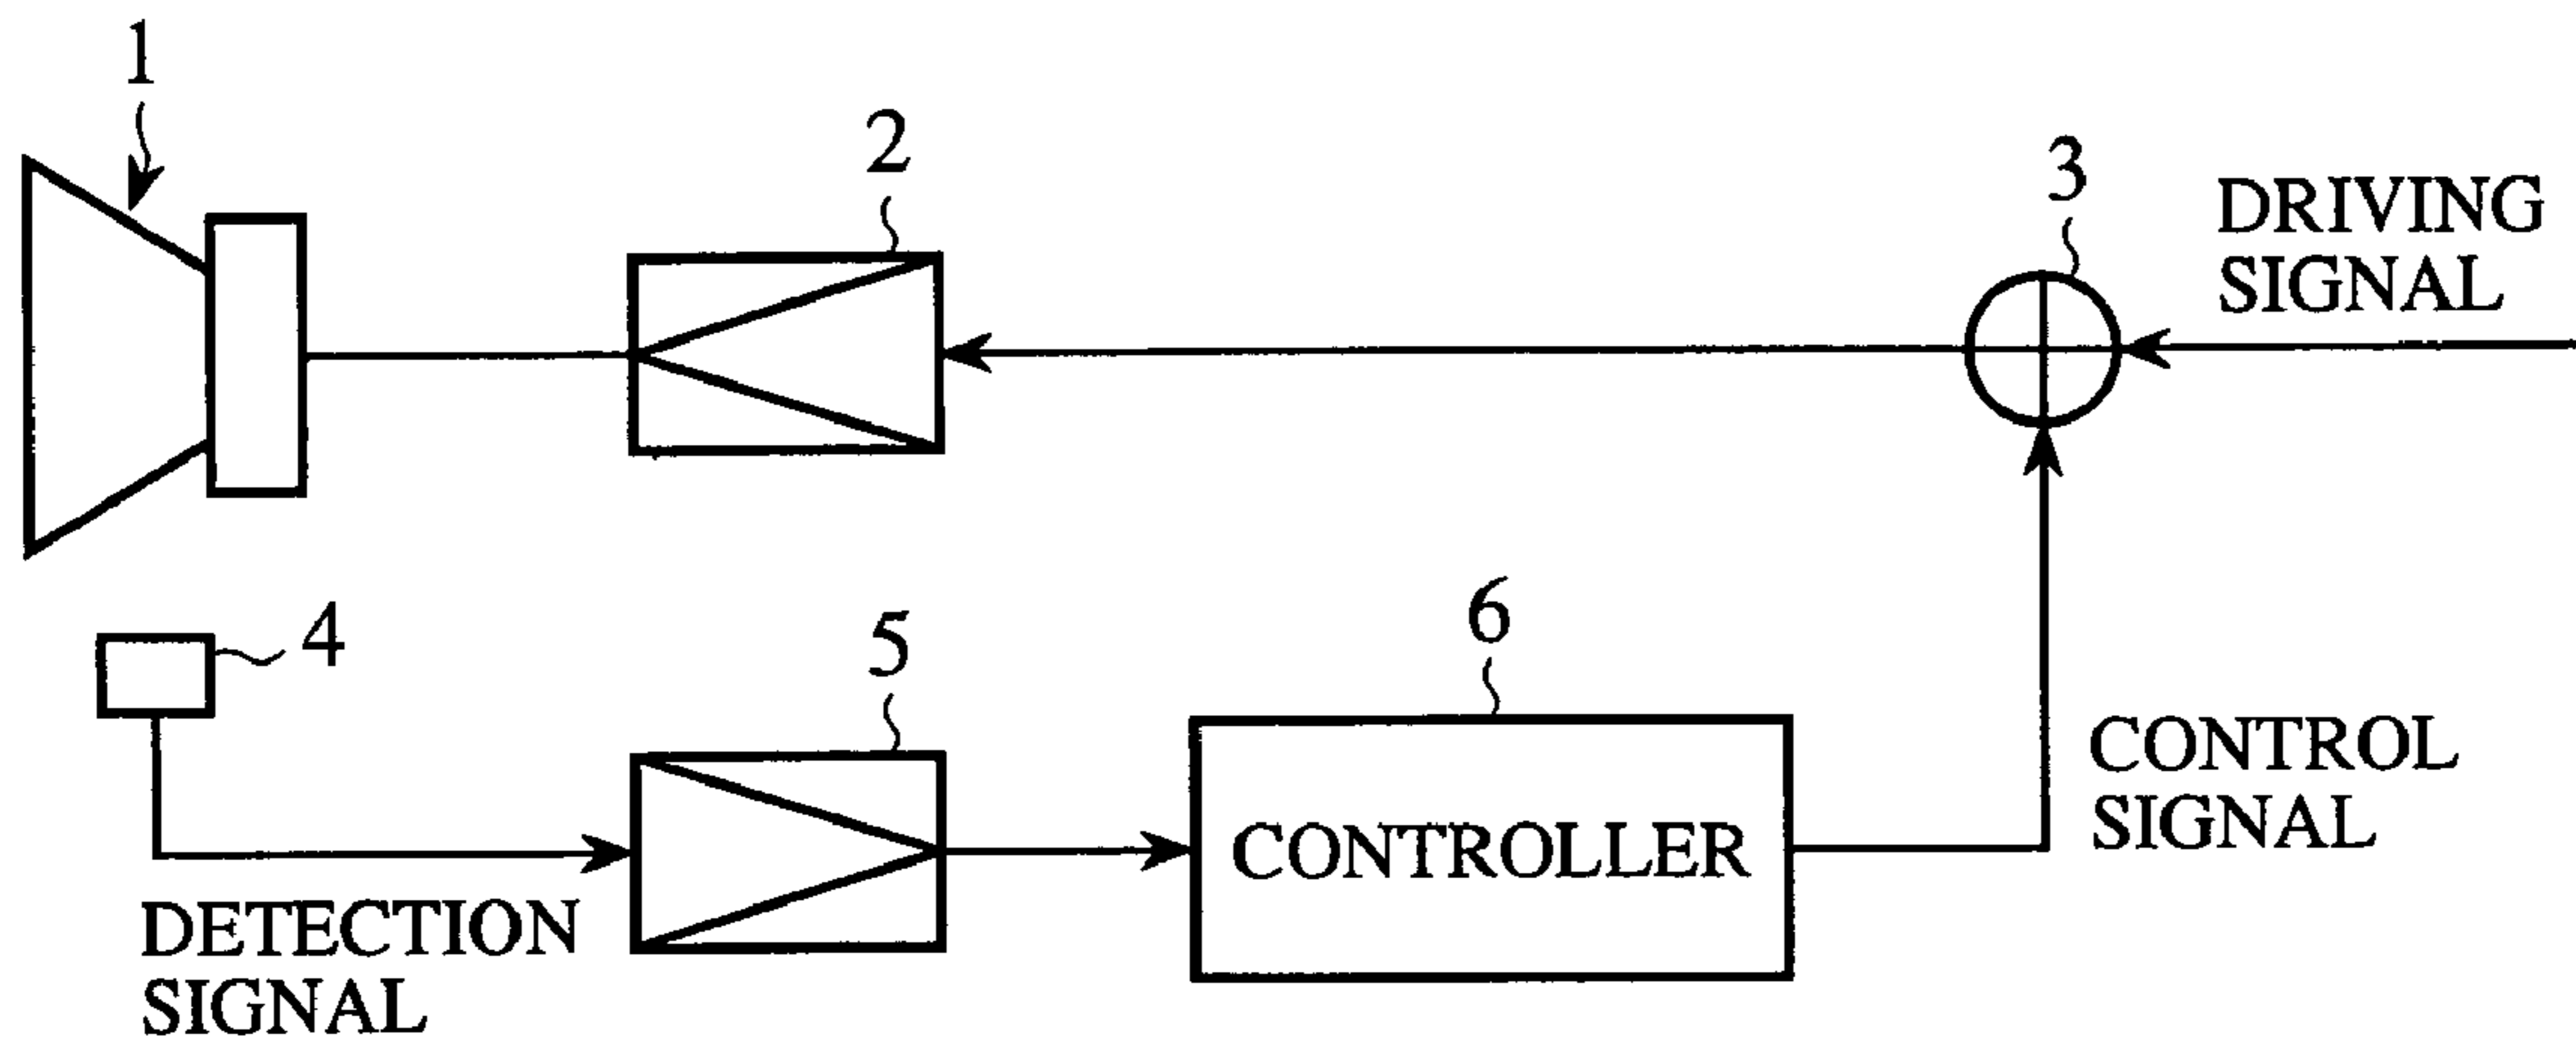 1
2
3
DRIVING
SIGNAL
4
5
6
CONTROLLER
CONTROL
SIGNAL
DETECTION
SIGNAL